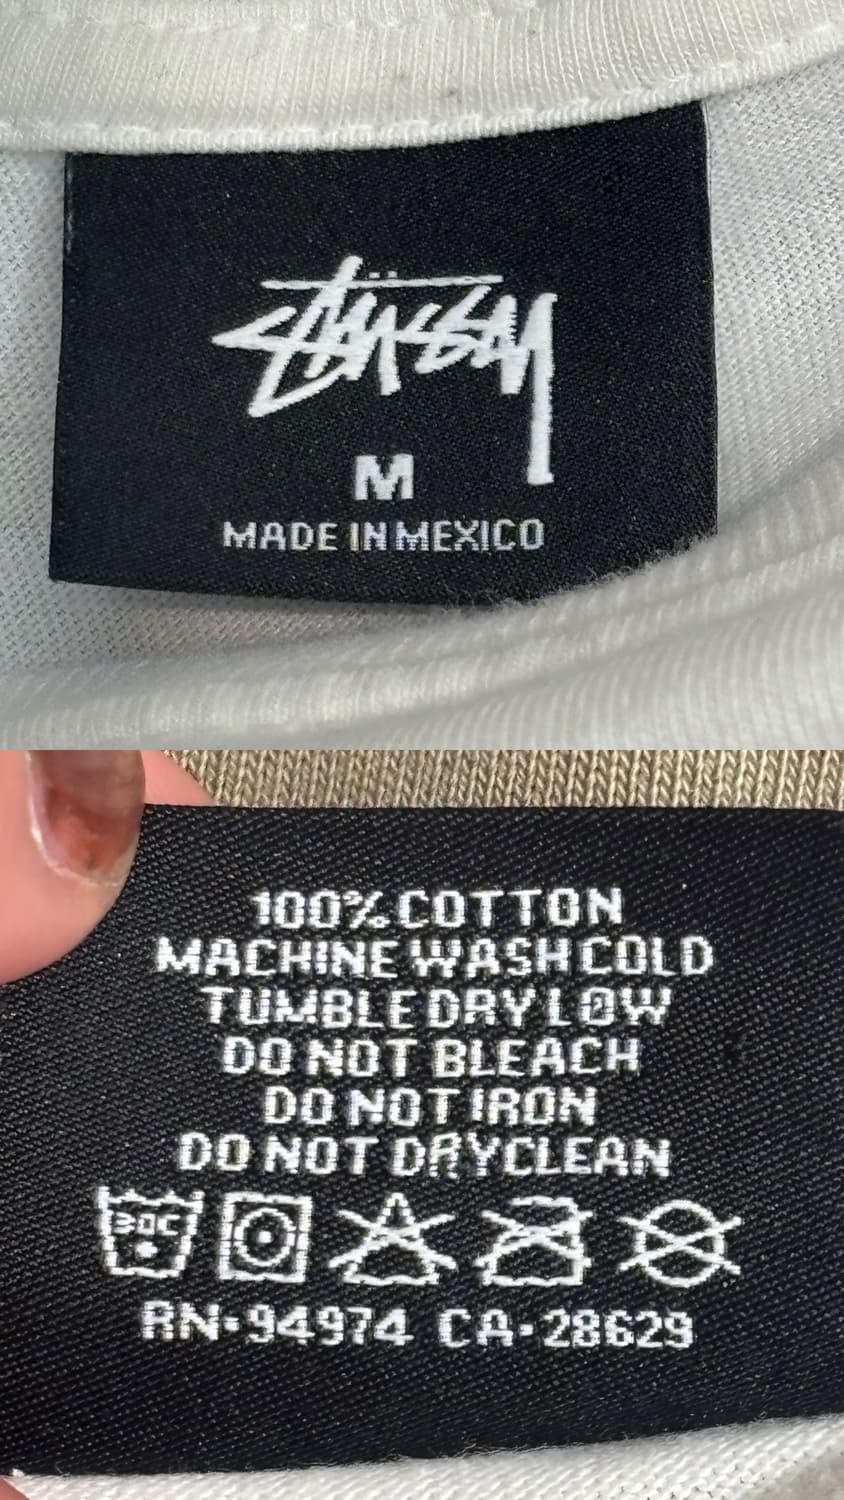 Stüssy
M
MADE IN MEXICO
100% COTTON
MACHINE WASH COLD
TUMBLE DRY LOW
DO NOT BLEACH
DO NOT IRON
DO NOT DRYCLEAN
30C
RN•94974 CA•28629